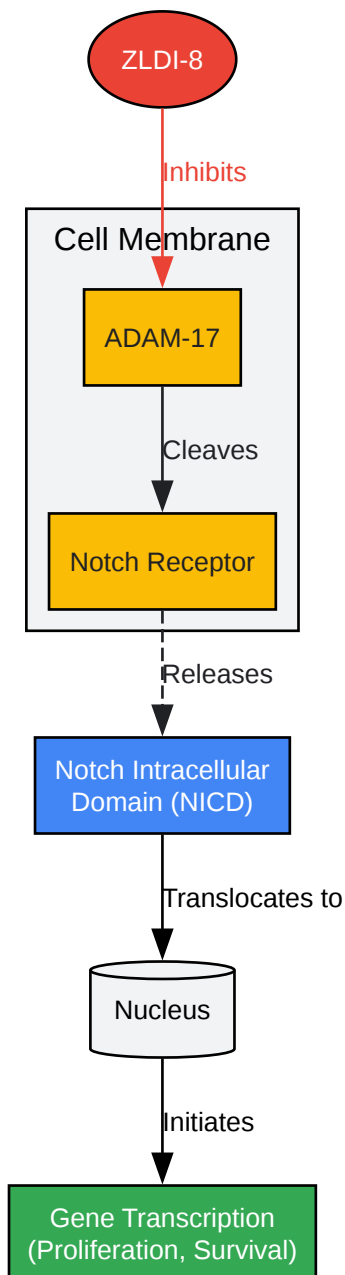 ZLDI-8
Inhibits
Cell Membrane
ADAM-17
Cleaves
Notch Receptor
Releases
Notch Intracellular
Domain (NICD)
Translocates to
Nucleus
Initiates
Gene Transcription
(Proliferation, Survival)